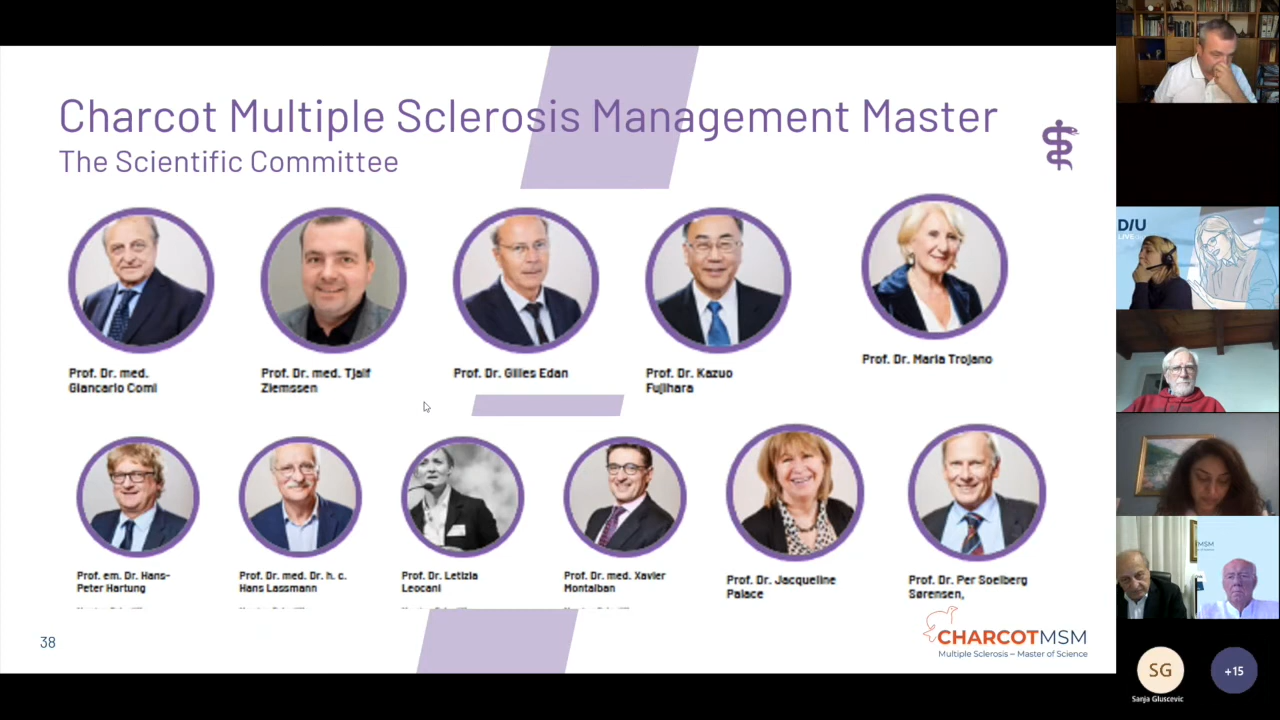 Charcot Multiple Sclerosis Management Master
The Scientific Committee
Prof. Dr. med.
Giancarlo Comi
Prof. Dr. med. Tjalf
Ziemssen
Prof. Dr. Gilles Edan
Prof. Dr. Kazuo
Fujihara
Prof. Dr. Maria Trojano
Prof. em. Dr. Hans-
Peter Hartung
Prof. Dr. med. Dr. h. c.
Hans Lassmann
Prof. Dr. Letizia
Leocani
Prof. Dr. med. Xavier
Montalban
Prof. Dr. Jacqueline
Palace
Prof. Dr. Per Soelberg
Sørensen,
38
CHARCOTMSM
Multiple Sclerosis – Master of Science
DIU
LIVE
MSM
SG
+15
Sanja Gluscevic